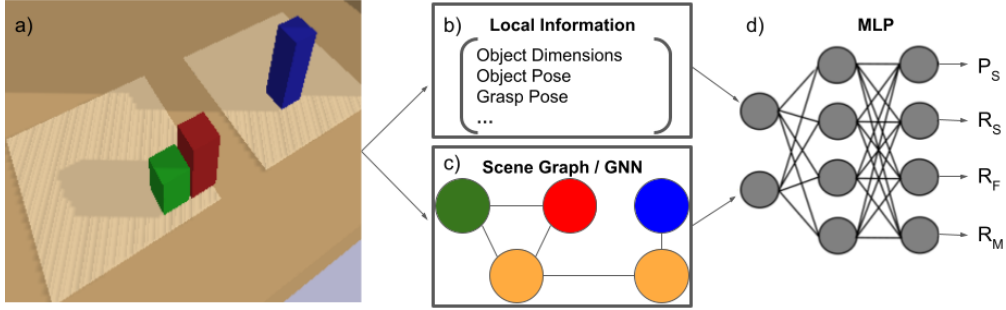 a)
b)
Local Information
Object Dimensions
Object Pose
Grasp Pose
...
c)
Scene Graph / GNN
d)
MLP
P_S
R_S
R_F
R_M